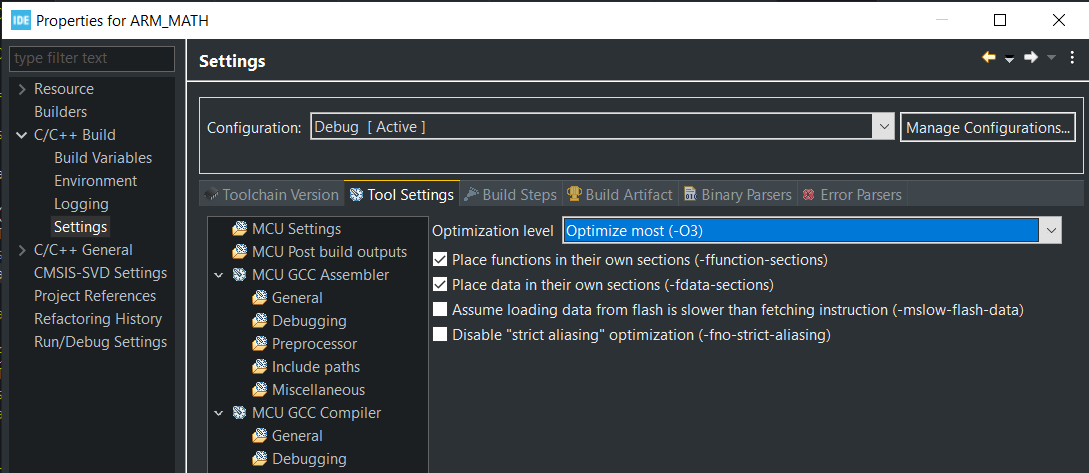 IDE Properties for ARM_MATH
type filter text
Resource
Builders
C/C++ Build
Build Variables
Environment
Logging
Settings
C/C++ General
CMSIS-SVD Settings
Project References
Refactoring History
Run/Debug Settings
Settings
Configuration: Debug [ Active ] Manage Configurations...
Toolchain Version Tool Settings Build Steps Build Artifact Binary Parsers Error Parsers
MCU Settings
MCU Post build outputs
MCU GCC Assembler
General
Debugging
Preprocessor
Include paths
Miscellaneous
MCU GCC Compiler
General
Debugging
Optimization level Optimize most (-O3)
Place functions in their own sections (-ffunction-sections)
Place data in their own sections (-fdata-sections)
Assume loading data from flash is slower than fetching instruction (-mslow-flash-data)
Disable "strict aliasing" optimization (-fno-strict-aliasing)